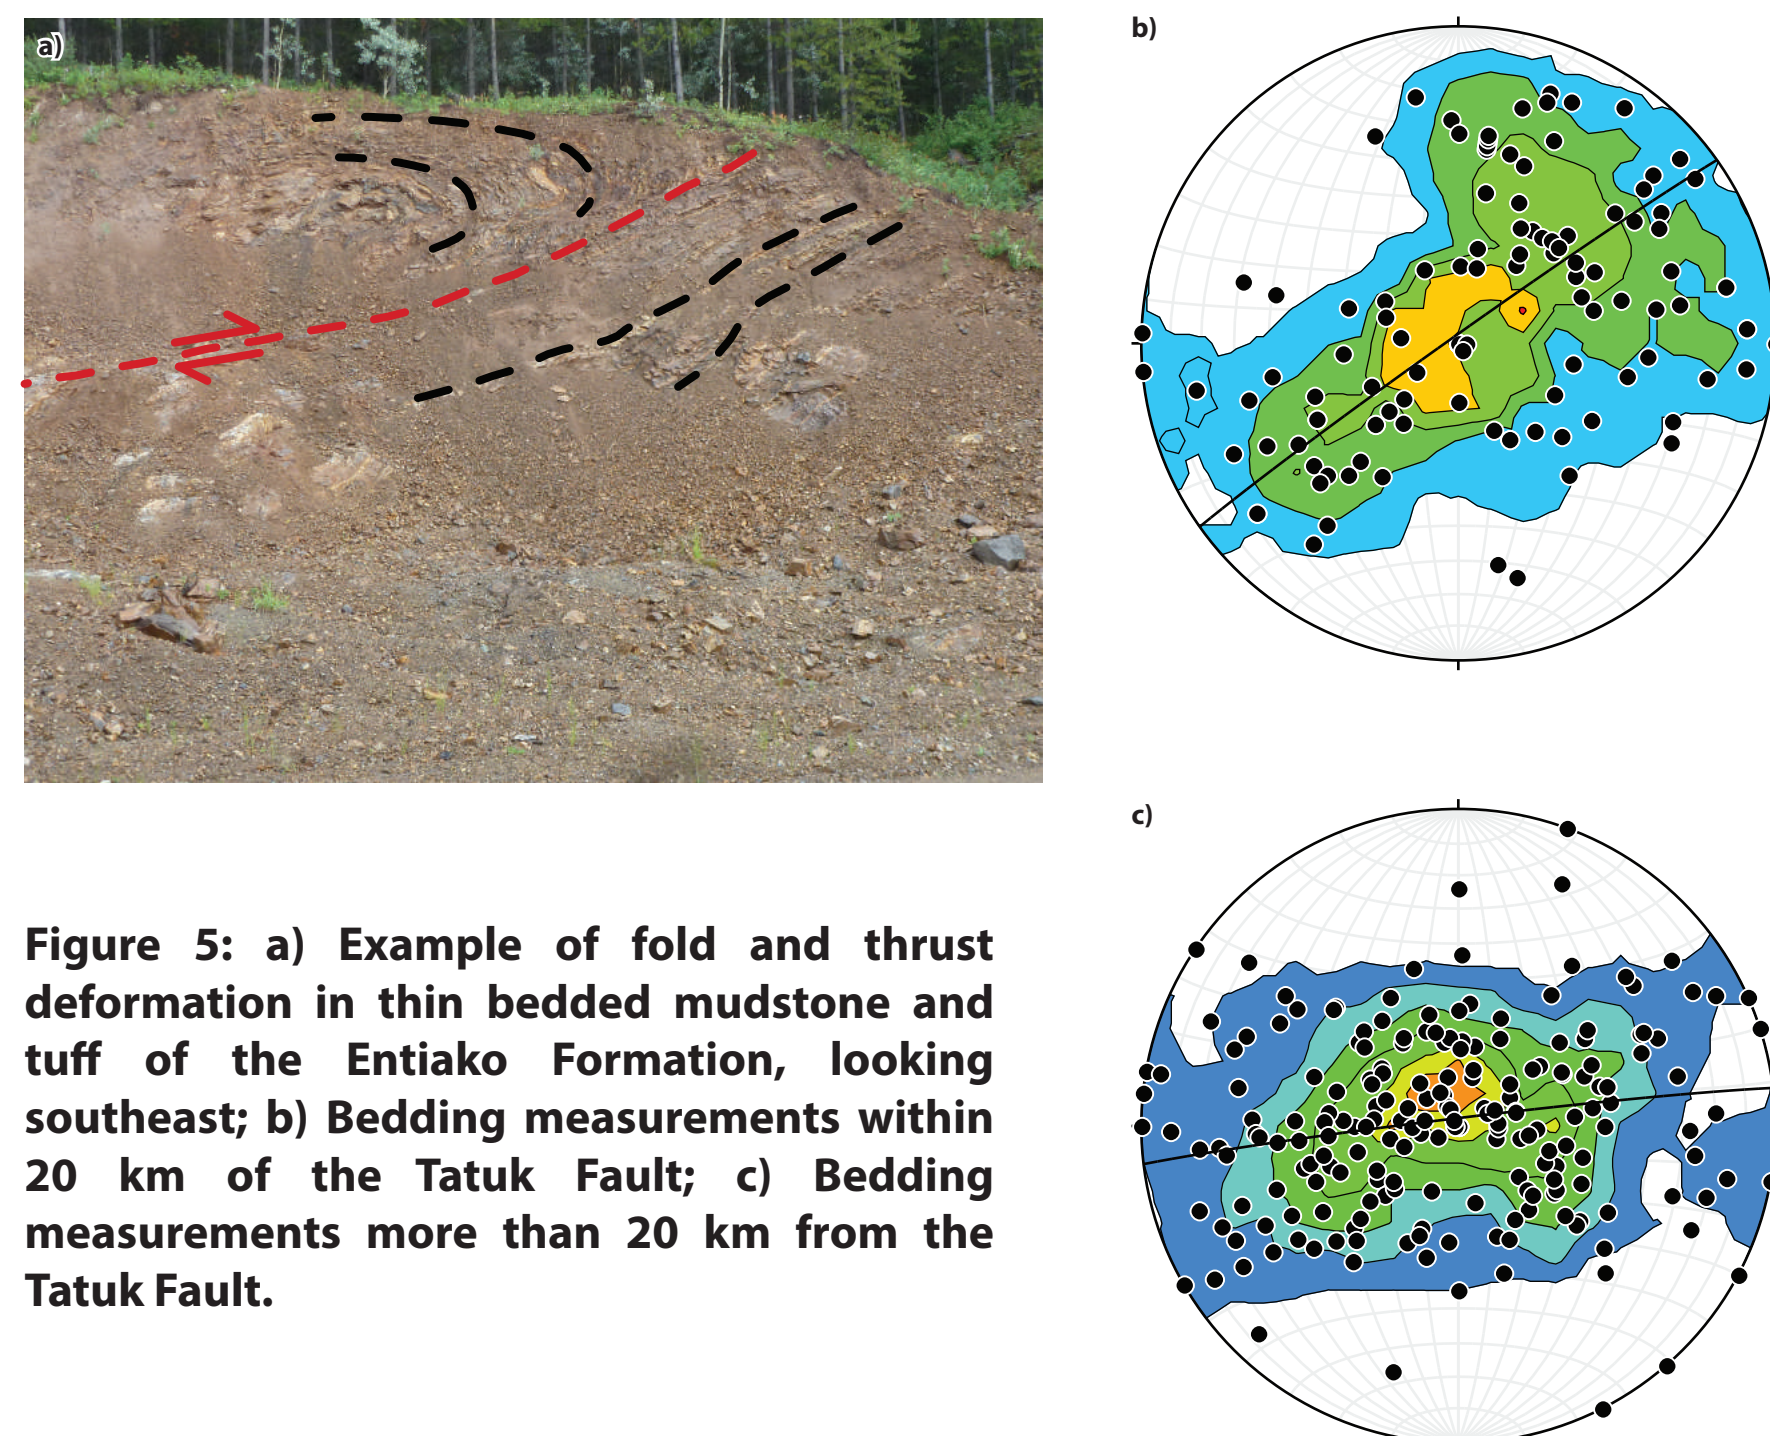 a)
b)
c)
Figure 5: a) Example of fold and thrust
deformation in thin bedded mudstone and
tuff of the Entiako Formation, looking
southeast; b) Bedding measurements within
20 km of the Tatuk Fault; c) Bedding
measurements more than 20 km from the
Tatuk Fault.